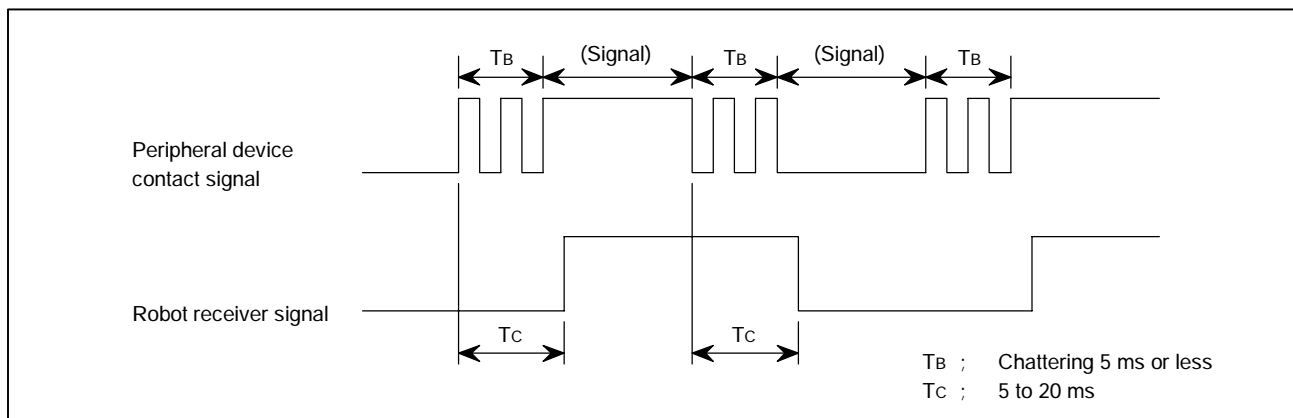 TB (Signal) TB (Signal) TB
Peripheral device
contact signal
Robot receiver signal
TC TC
TB ; Chattering 5 ms or less
TC ; 5 to 20 ms